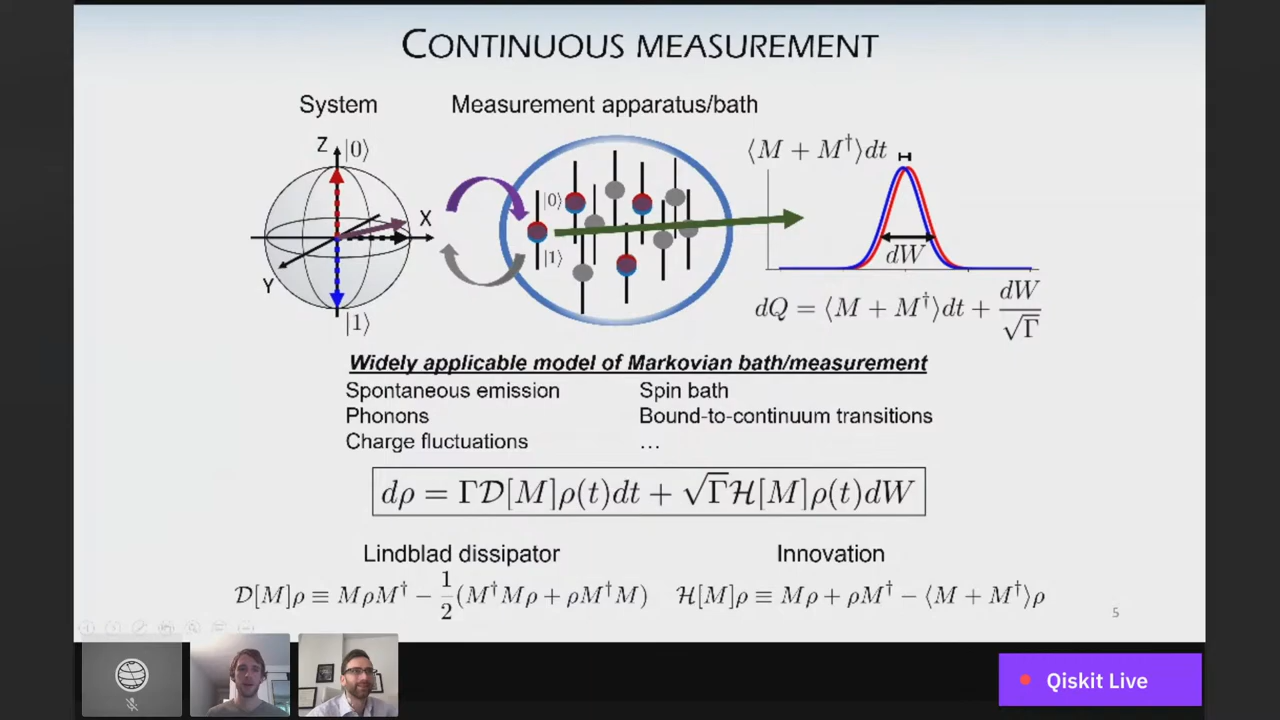 CONTINUOUS MEASUREMENT
System
Measurement apparatus/bath
Z
|0⟩
X
Y
|1⟩
|0⟩
|1⟩
⟨M + M†⟩dt
dW
dQ = ⟨M + M†⟩dt + dW/√Γ
Widely applicable model of Markovian bath/measurement
Spontaneous emission
Spin bath
Phonons
Bound-to-continuum transitions
Charge fluctuations
…
dρ = Γ𝒟[M]ρ(t)dt + √Γℋ[M]ρ(t)dW
Lindblad dissipator
Innovation
𝒟[M]ρ ≡ MρM† − 1/2(M†Mρ + ρM†M)
ℋ[M]ρ ≡ Mρ + ρM† − ⟨M + M†⟩ρ
5
Qiskit Live